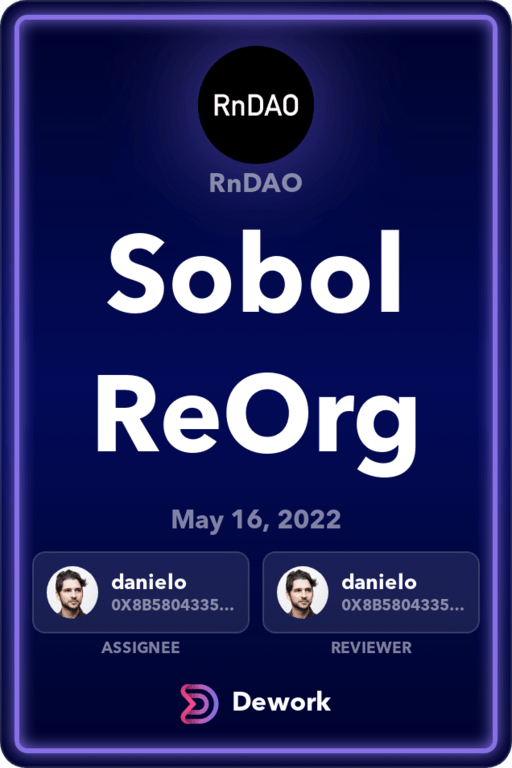 RnDAO
RnDAO
Sobol
ReOrg
May 16, 2022
danielo
0X8B5804335...
ASSIGNEE
danielo
0X8B5804335...
REVIEWER
Dework